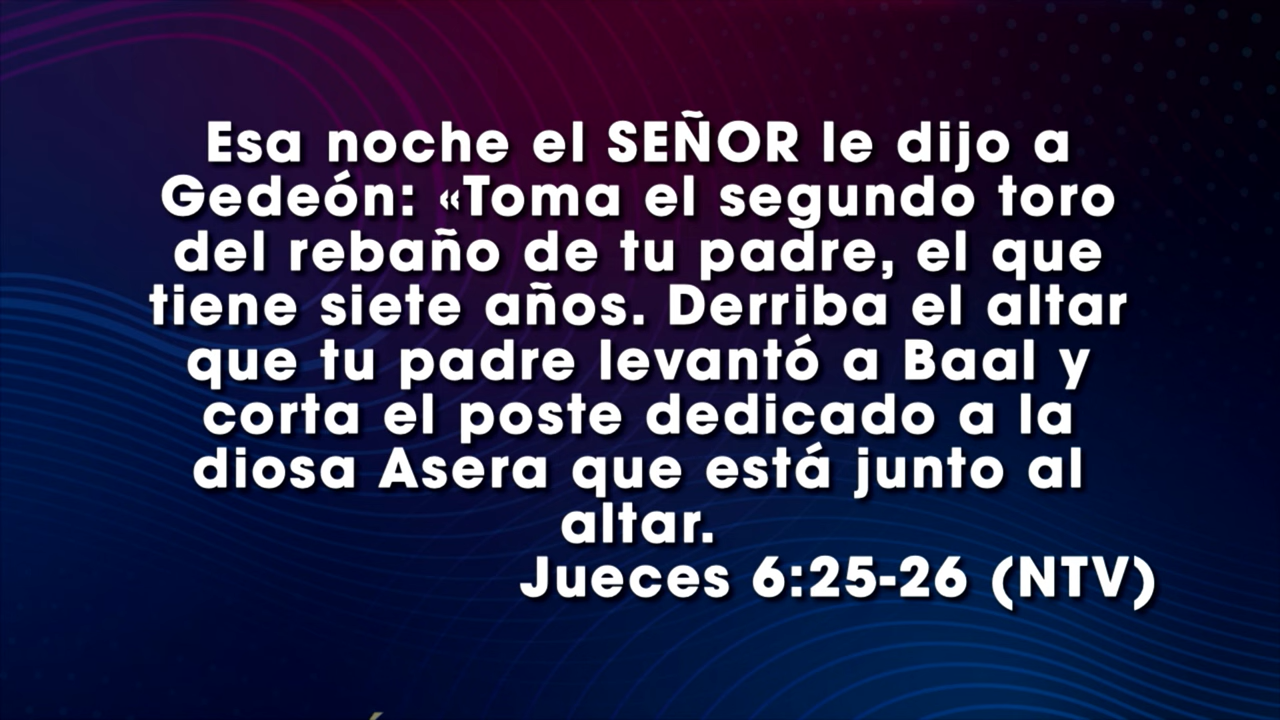 Esa noche el SEÑOR le dijo a
Gedeón: «Toma el segundo toro
del rebaño de tu padre, el que
tiene siete años. Derriba el altar
que tu padre levantó a Baal y
corta el poste dedicado a la
diosa Asera que está junto al
altar.
Jueces 6:25-26 (NTV)